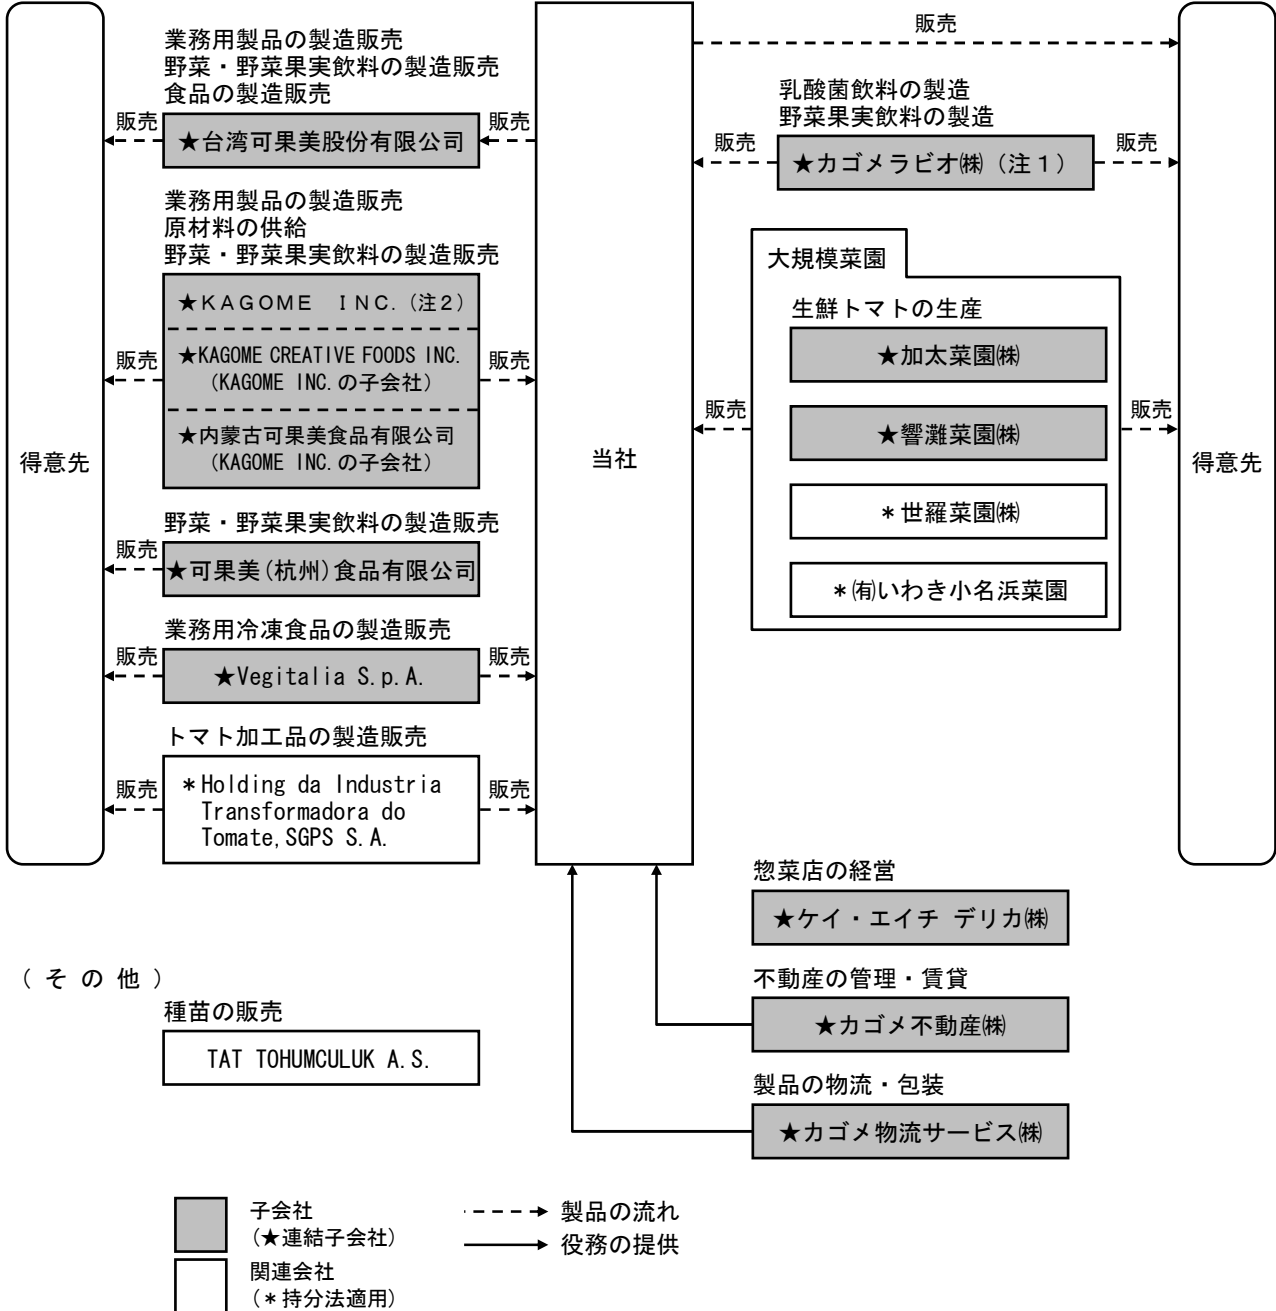 得意先
業務用製品の製造販売
野菜・野菜果実飲料の製造販売
食品の製造販売
販売
★台湾可果美股份有限公司
販売
業務用製品の製造販売
原材料の供給
野菜・野菜果実飲料の製造販売
★KAGOME INC.（注2）
販売
★KAGOME CREATIVE FOODS INC.
（KAGOME INC.の子会社）
販売
★内蒙古可果美食品有限公司
（KAGOME INC.の子会社）
野菜・野菜果実飲料の製造販売
販売
★可果美（杭州）食品有限公司
業務用冷凍食品の製造販売
販売
★Vegitalia S.p.A.
販売
トマト加工品の製造販売
販売
＊Holding da Industria
Transformadora do
Tomate,SGPS S.A.
販売
当社
販売
乳酸菌飲料の製造
野菜果実飲料の製造
販売
★カゴメラビオ㈱（注１）
販売
大規模菜園
生鮮トマトの生産
★加太菜園㈱
販売
★響灘菜園㈱
販売
＊世羅菜園㈱
＊㈲いわき小名浜菜園
得意先
惣菜店の経営
★ケイ・エイチ デリカ㈱
不動産の管理・賃貸
★カゴメ不動産㈱
製品の物流・包装
★カゴメ物流サービス㈱
（その他）
種苗の販売
TAT TOHUMCULUK A.S.
子会社
（★連結子会社）
関連会社
（＊持分法適用）
製品の流れ
役務の提供